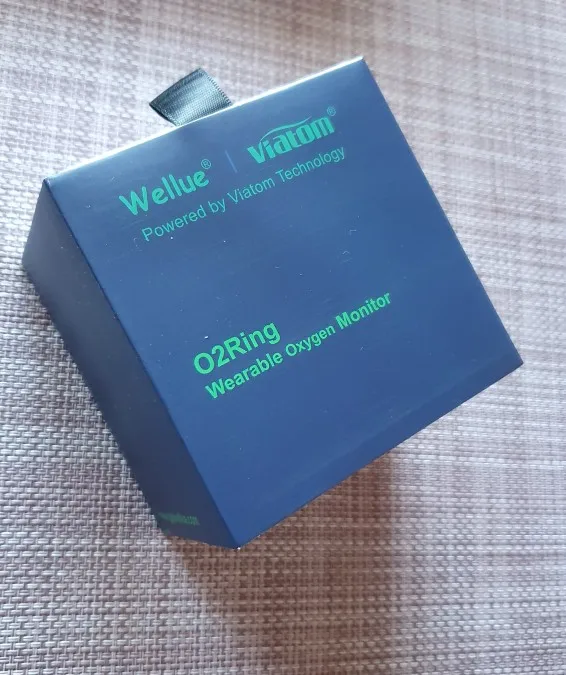 Wellue® | Viatom®
Powered by Viatom Technology
O2Ring
Wearable Oxygen Monitor